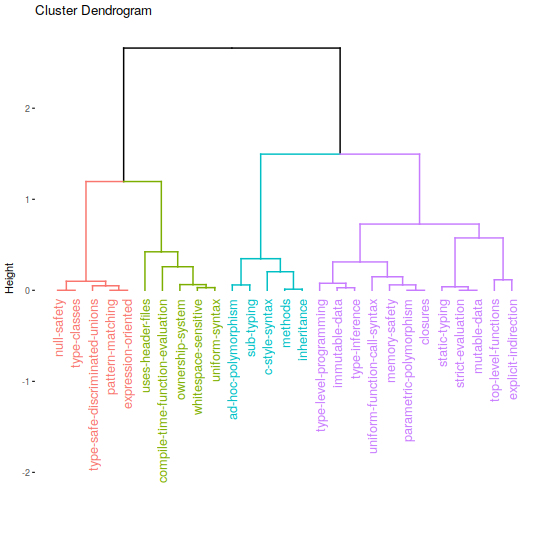 Cluster Dendrogram
Height
2
1
0
-1
-2
null-safety
type-classes
type-safe-discriminated-unions
pattern-matching
expression-oriented
uses-header-files
compile-time-function-evaluation
ownership-system
whitespace-sensitive
uniform-syntax
ad-hoc-polymorphism
sub-typing
c-style-syntax
methods
inheritance
type-level-programming
immutable-data
type-inference
uniform-function-call-syntax
memory-safety
parametric-polymorphism
closures
static-typing
strict-evaluation
mutable-data
top-level-functions
explicit-indirection